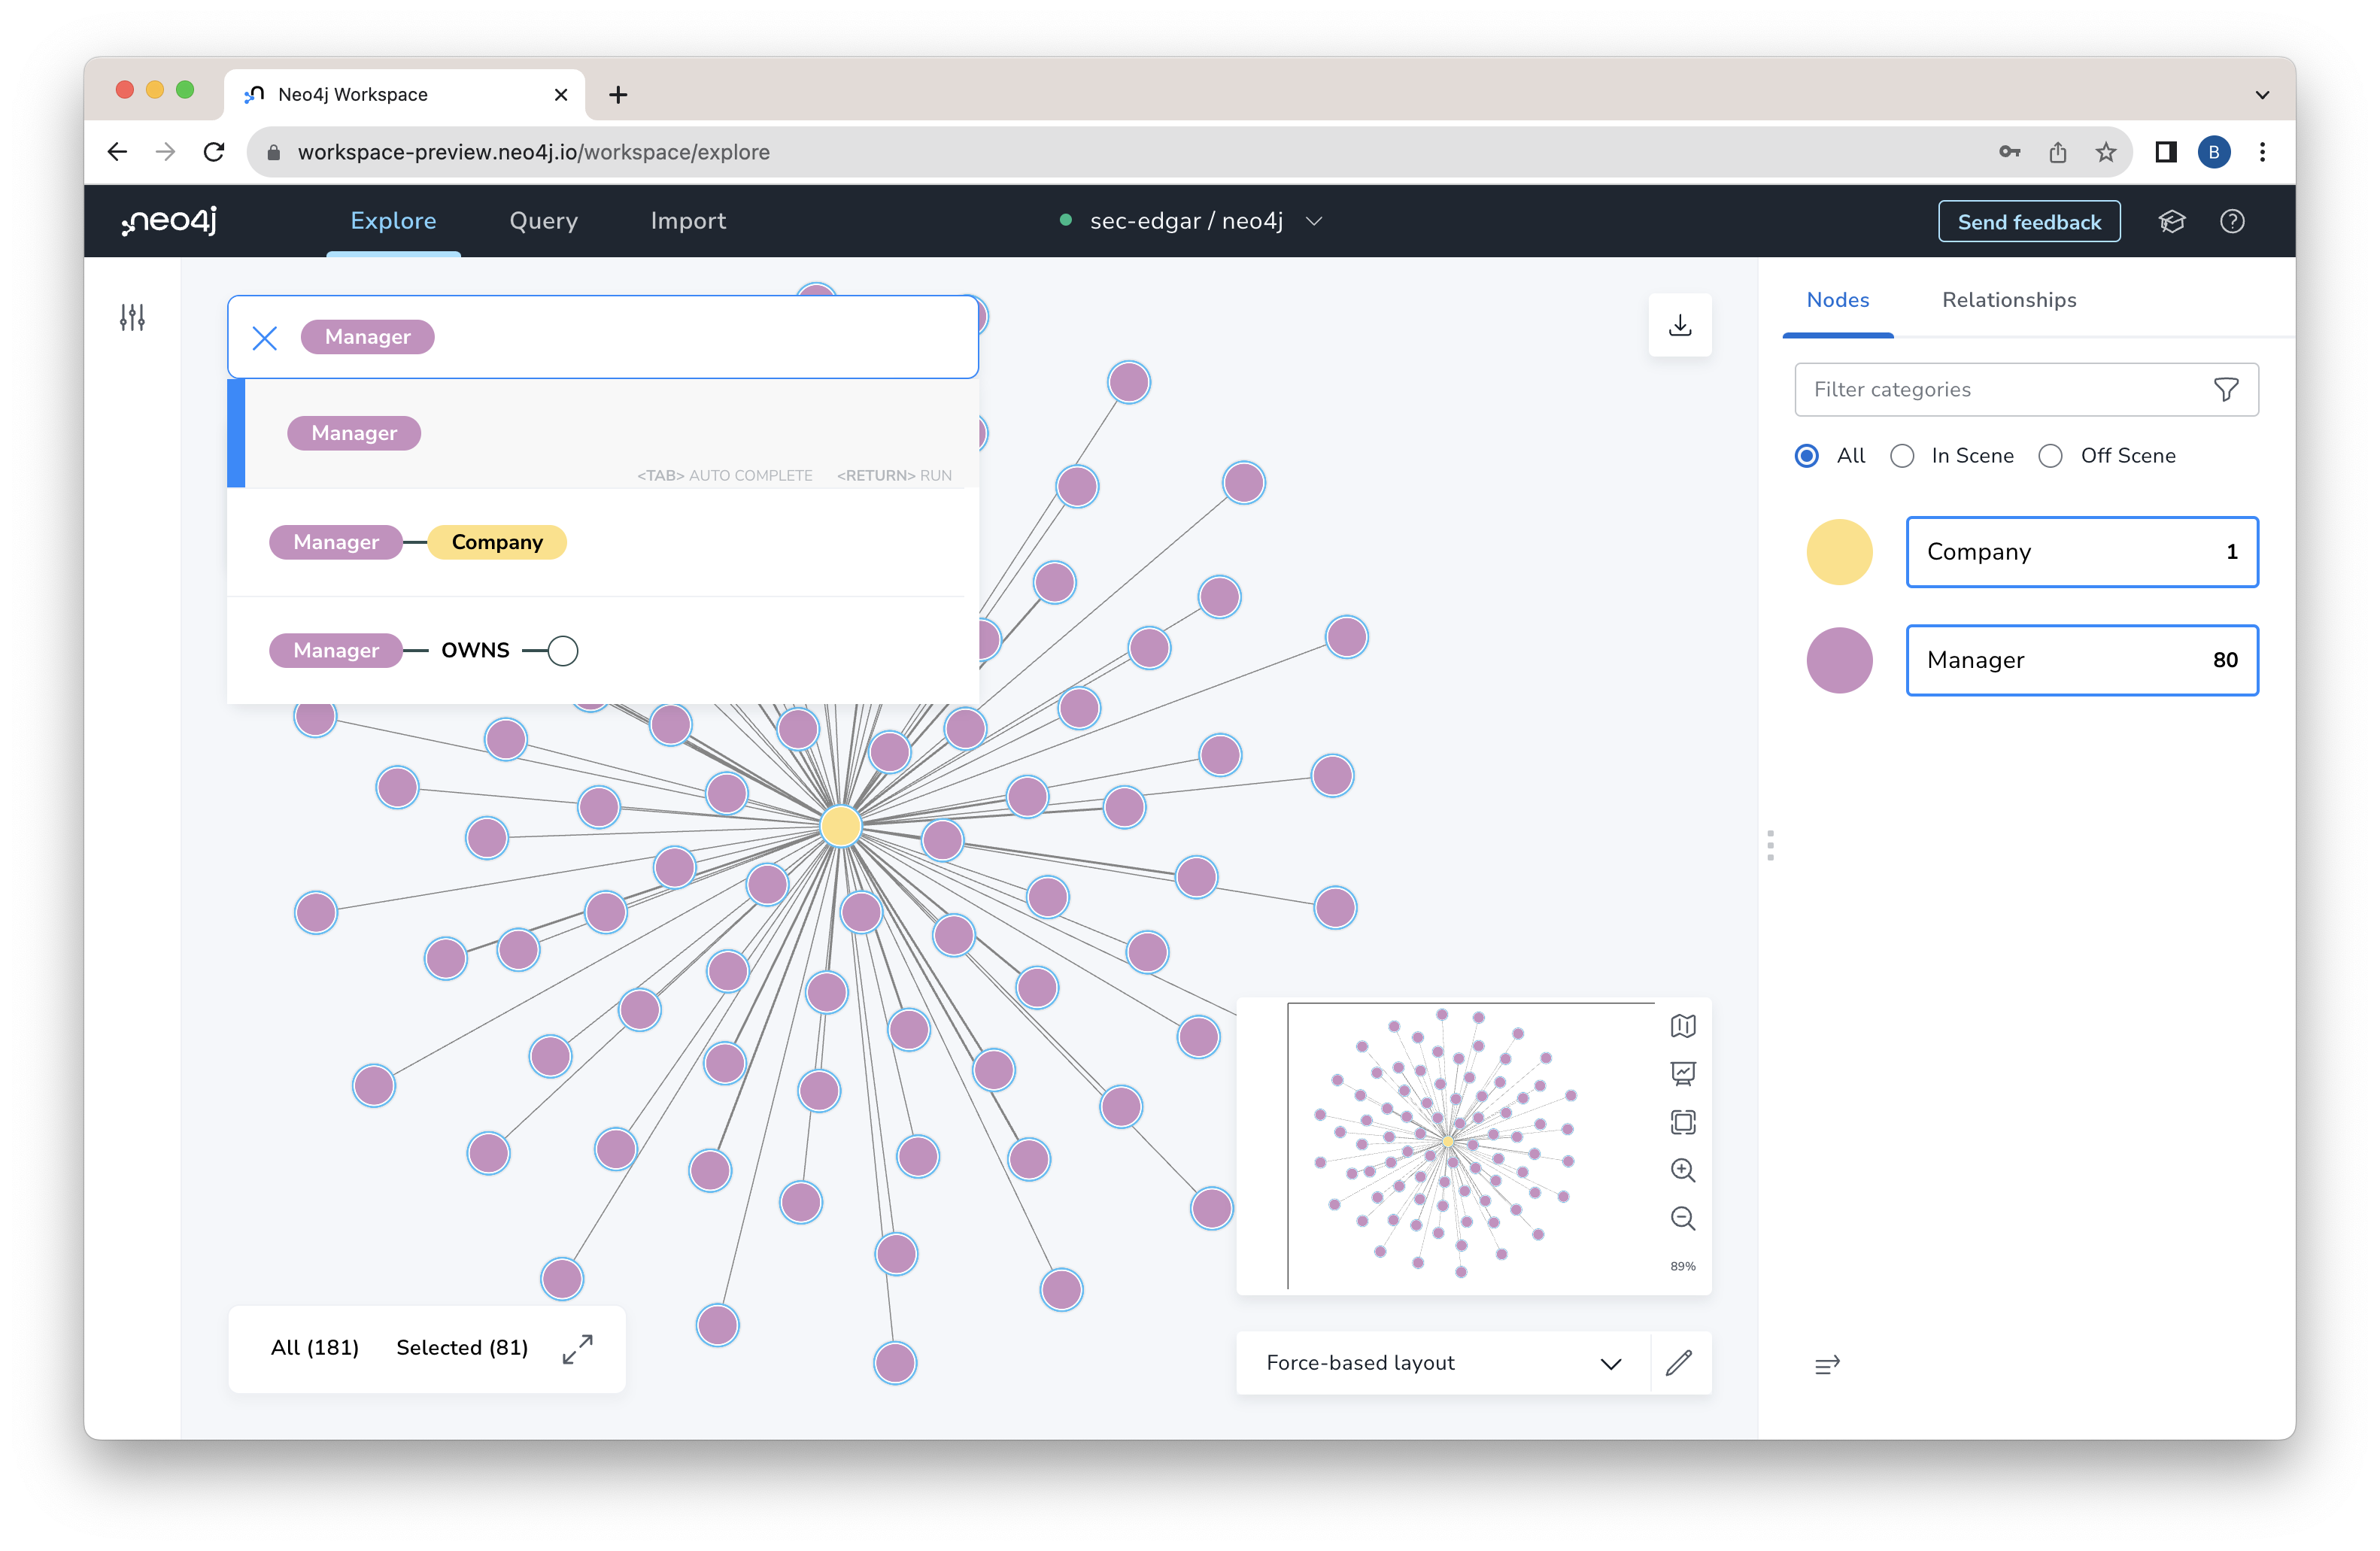 Neo4j Workspace
workspace-preview.neo4j.io/workspace/explore
B
neo4j
Explore
Query
Import
sec-edgar / neo4j
Send feedback
Manager
Manager
<TAB> AUTO COMPLETE <RETURN> RUN
Manager Company
Manager OWNS
Nodes
Relationships
Filter categories
All
In Scene
Off Scene
Company 1
Manager 80
89%
All (181)
Selected (81)
Force-based layout